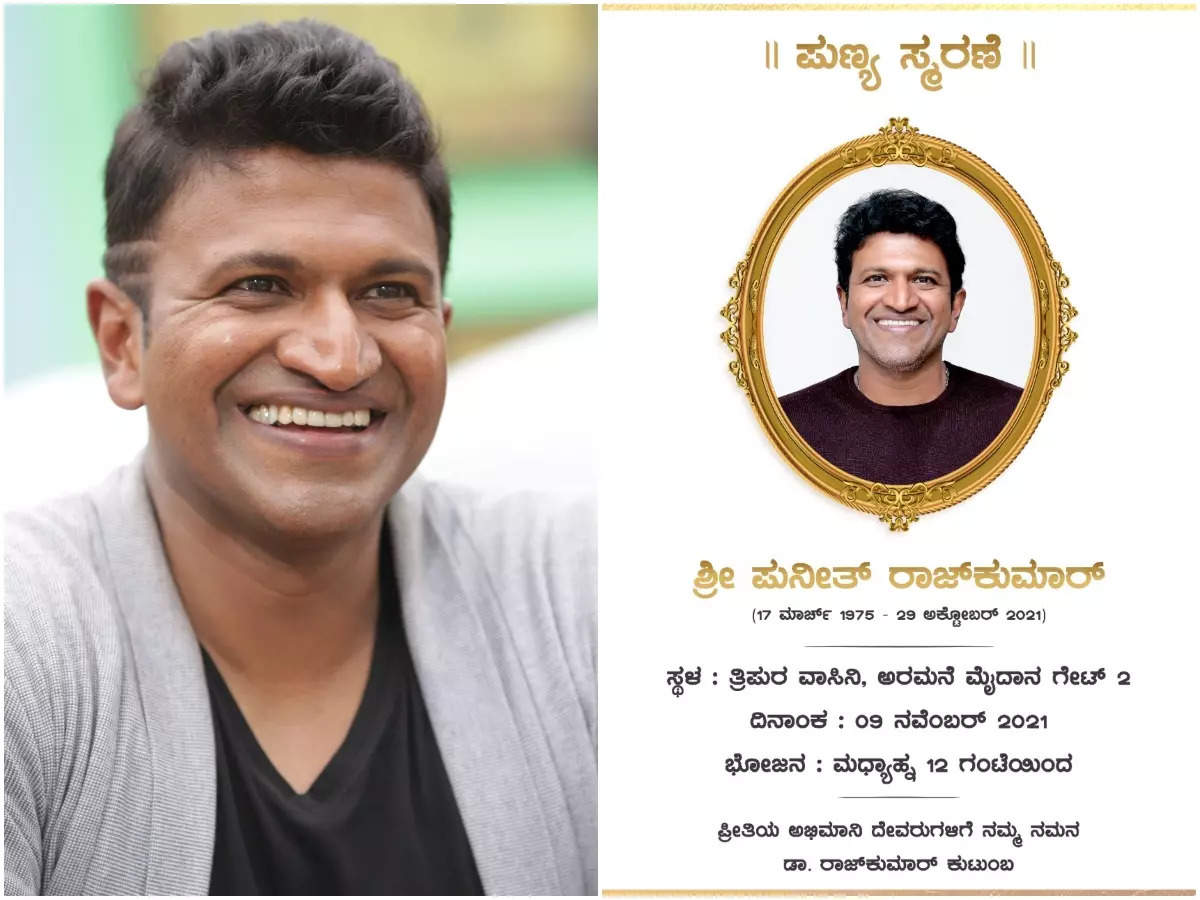 ॥ ಪುಣ್ಯ ಸ್ಮರಣೆ ॥
ಶ್ರೀ ಪುನೀತ್ ರಾಜ್‌ಕುಮಾರ್
(17 ಮಾರ್ಚ್ 1975 - 29 ಅಕ್ಟೋಬರ್ 2021)
ಸ್ಥಳ : ತ್ರಿಪುರ ವಾಸಿನಿ, ಅರಮನೆ ಮೈದಾನ ಗೇಟ್ 2
ದಿನಾಂಕ : 09 ನವೆಂಬರ್ 2021
ಭೋಜನ : ಮಧ್ಯಾಹ್ನ 12 ಗಂಟೆಯಿಂದ
ಪ್ರೀತಿಯ ಅಭಿಮಾನಿ ದೇವರುಗಳಿಗೆ ನಮ್ಮ ನಮನ
ಡಾ. ರಾಜ್‌ಕುಮಾರ್ ಕುಟುಂಬ